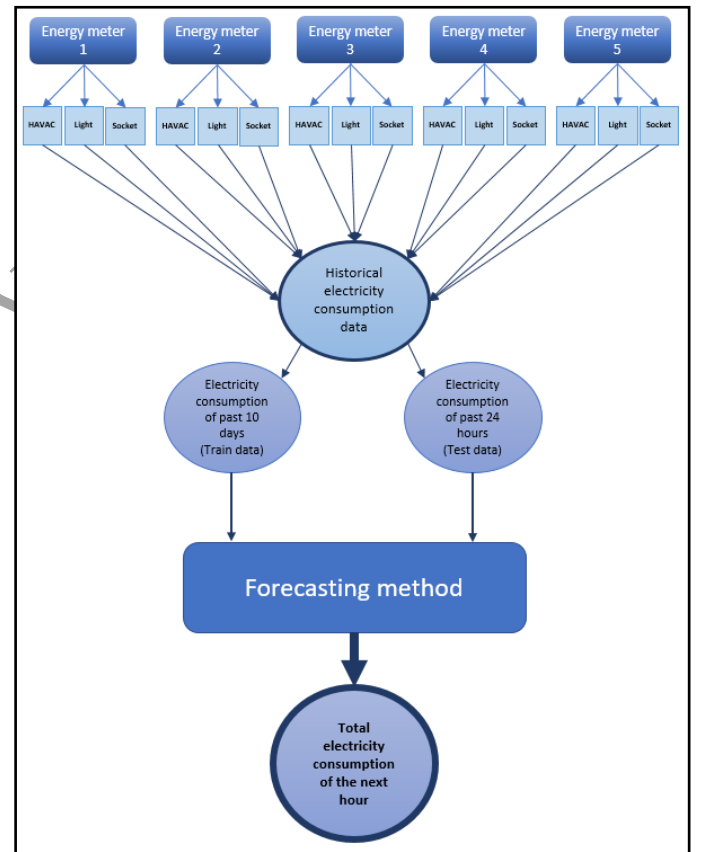 Energy meter
1
Energy meter
2
Energy meter
3
Energy meter
4
Energy meter
5
HAVAC
Light
Socket
HAVAC
Light
Socket
HAVAC
Light
Socket
HAVAC
Light
Socket
HAVAC
Light
Socket
Historical
electricity
consumption
data
Electricity
consumption
of past 10
days
(Train data)
Electricity
consumption
of past 24
hours
(Test data)
Forecasting method
Total
electricity
consumption
of the next
hour